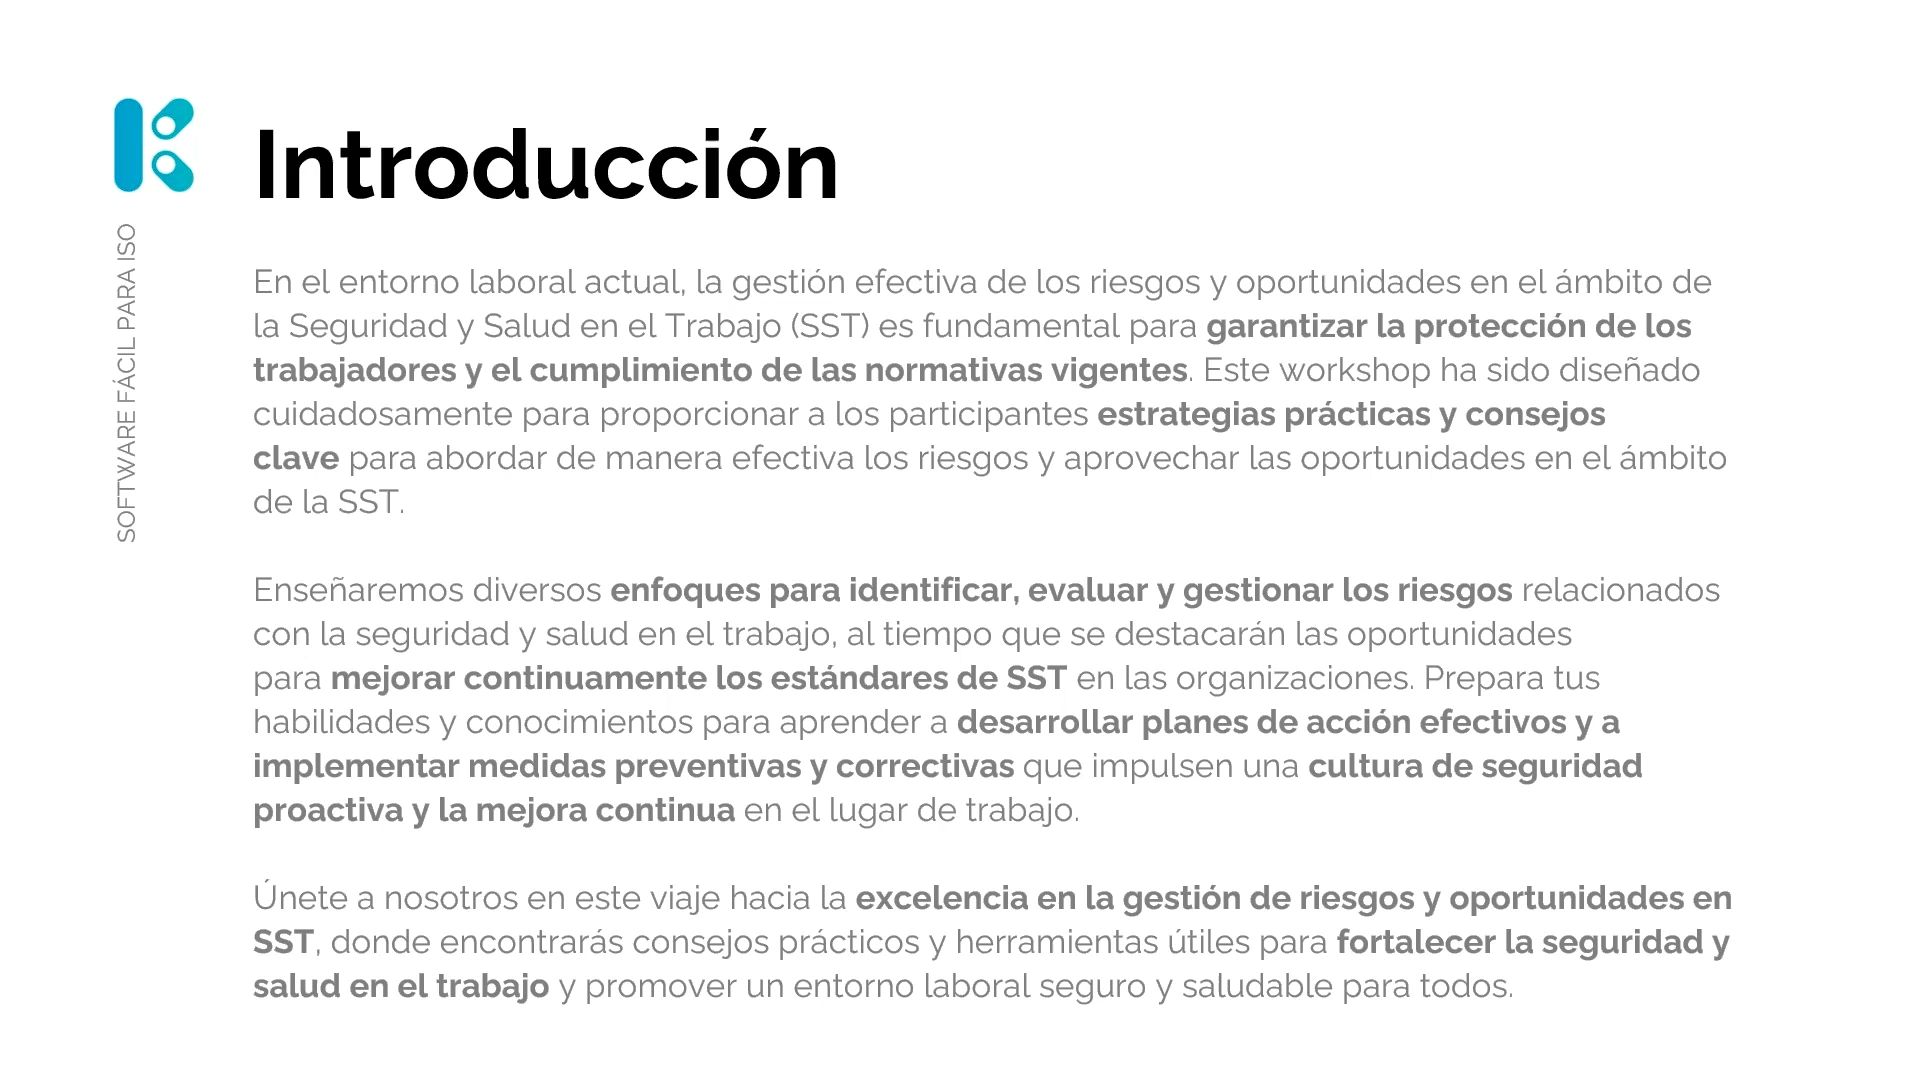 Introducción
SOFTWARE FÁCIL PARA ISO
En el entorno laboral actual, la gestión efectiva de los riesgos y oportunidades en el ámbito de
la Seguridad y Salud en el Trabajo (SST) es fundamental para garantizar la protección de los
trabajadores y el cumplimiento de las normativas vigentes. Este workshop ha sido diseñado
cuidadosamente para proporcionar a los participantes estrategias prácticas y consejos
clave para abordar de manera efectiva los riesgos y aprovechar las oportunidades en el ámbito
de la SST.
Enseñaremos diversos enfoques para identificar, evaluar y gestionar los riesgos relacionados
con la seguridad y salud en el trabajo, al tiempo que se destacarán las oportunidades
para mejorar continuamente los estándares de SST en las organizaciones. Prepara tus
habilidades y conocimientos para aprender a desarrollar planes de acción efectivos y a
implementar medidas preventivas y correctivas que impulsen una cultura de seguridad
proactiva y la mejora continua en el lugar de trabajo.
Únete a nosotros en este viaje hacia la excelencia en la gestión de riesgos y oportunidades en
SST, donde encontrarás consejos prácticos y herramientas útiles para fortalecer la seguridad y
salud en el trabajo y promover un entorno laboral seguro y saludable para todos.